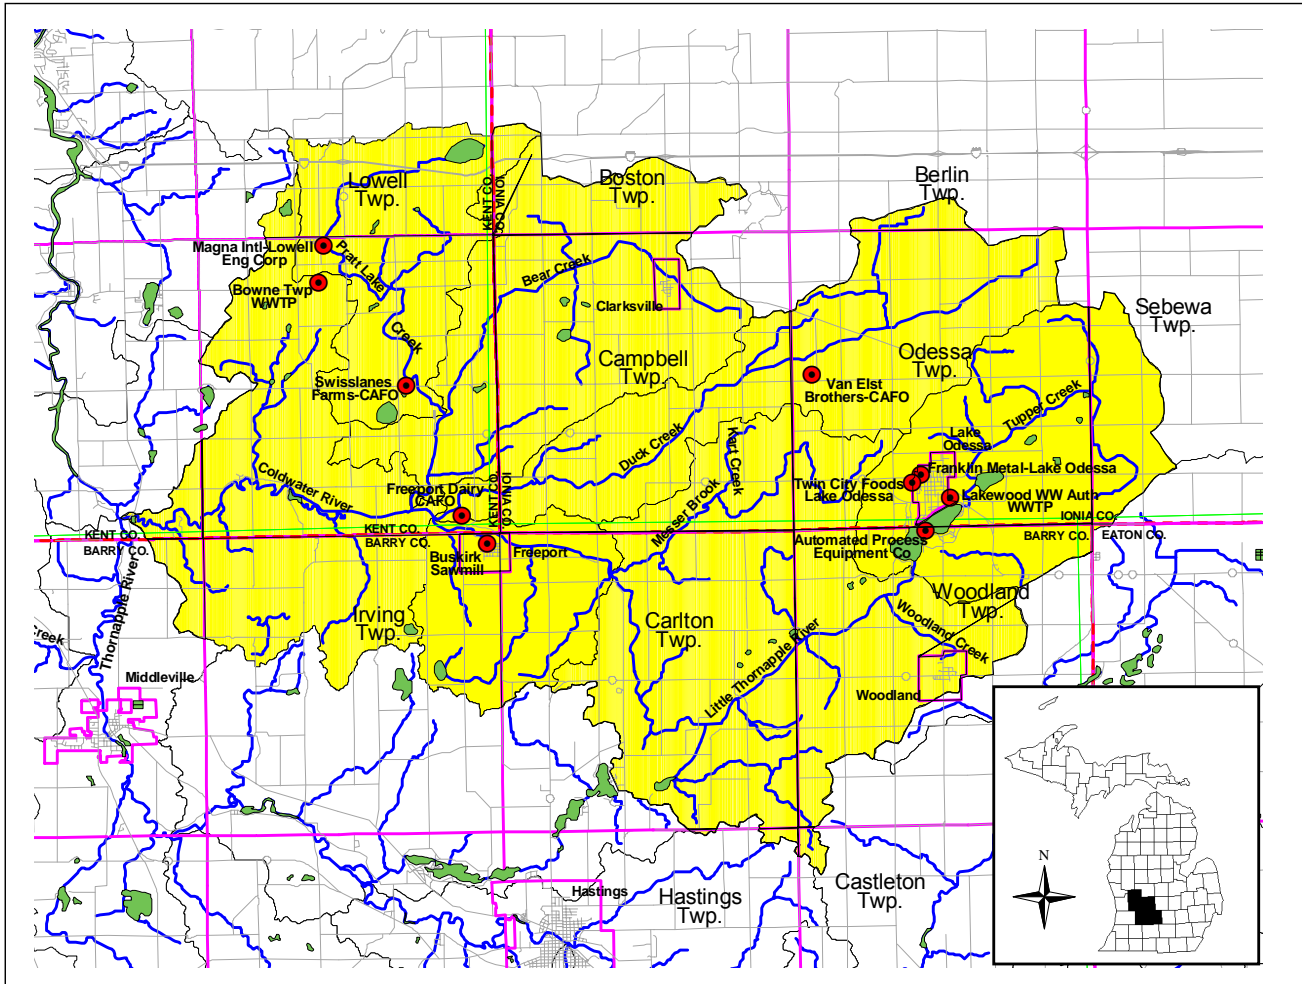 Lowell
Twp.
Boston
Twp.
Berlin
Twp.
KENT CO.
IONIA CO.
Magna Intl-Lowell
Eng Corp
Pratt Lake
Creek
Bowne Twp
WWTP
Bear Creek
Clarksville
Sebewa
Twp.
Campbell
Twp.
Odessa
Twp.
Swisslanes
Farms-CAFO
Van Elst
Brothers-CAFO
Tupper Creek
Duck Creek
Kart Creek
Lake
Odessa
Franklin Metal-Lake Odessa
Twin City Foods
Lake Odessa
Lakewood WW Auth
WWTP
Coldwater River
Freeport Dairy
CAFO
KENT CO.
IONIA CO.
Messer Brook
KENT CO.
BARRY CO.
KENT CO.
BARRY CO.
IONIA CO.
BARRY CO.
EATON CO.
Automated Process
Equipment Co
Buskirk
Sawmill
Freeport
Thornapple River
Creek
Irving
Twp.
Carlton
Twp.
Woodland
Twp.
Woodland Creek
Little Thornapple River
Middleville
Woodland
Hastings
Hastings
Twp.
Castleton
Twp.
N